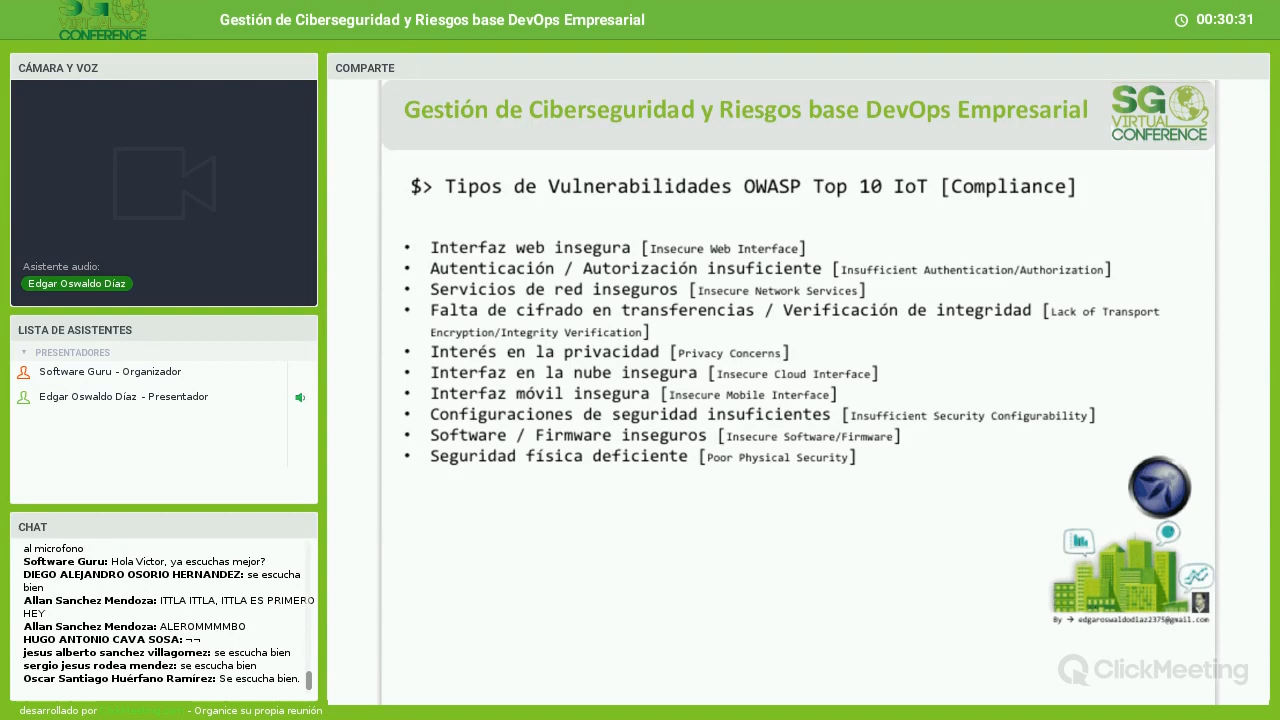 SG
VIRTUAL
CONFERENCE
Gestión de Ciberseguridad y Riesgos base DevOps Empresarial
00:30:31
CÁMARA Y VOZ
Asistente audio:
Edgar Oswaldo Díaz
LISTA DE ASISTENTES
PRESENTADORES
Software Guru - Organizador
Edgar Oswaldo Díaz - Presentador
CHAT
al microfono
Software Guru: Hola Victor, ya escuchas mejor?
DIEGO ALEJANDRO OSORIO HERNANDEZ: se escucha
bien
Allan Sanchez Mendoza: ITTLA ITTLA, ITTLA ES PRIMERO
HEY
Allan Sanchez Mendoza: ALEROMMMMBO
HUGO ANTONIO CAVA SOSA: ¬¬
jesus alberto sanchez villagomez: se escucha bien
sergio jesus rodea mendez: se escucha bien
Oscar Santiago Huérfano Ramírez: Se escucha bien.
desarrollado por - Organice su propia reunión
COMPARTE
Gestión de Ciberseguridad y Riesgos base DevOps Empresarial
SG
VIRTUAL
CONFERENCE
$> Tipos de Vulnerabilidades OWASP Top 10 IoT [Compliance]
• Interfaz web insegura [Insecure Web Interface]
• Autenticación / Autorización insuficiente [Insufficient Authentication/Authorization]
• Servicios de red inseguros [Insecure Network Services]
• Falta de cifrado en transferencias / Verificación de integridad [Lack of Transport
Encryption/Integrity Verification]
• Interés en la privacidad [Privacy Concerns]
• Interfaz en la nube insegura [Insecure Cloud Interface]
• Interfaz móvil insegura [Insecure Mobile Interface]
• Configuraciones de seguridad insuficientes [Insufficient Security Configurability]
• Software / Firmware inseguros [Insecure Software/Firmware]
• Seguridad física deficiente [Poor Physical Security]
By → edgaroswaldodiaz2375@gmail.com
ClickMeeting